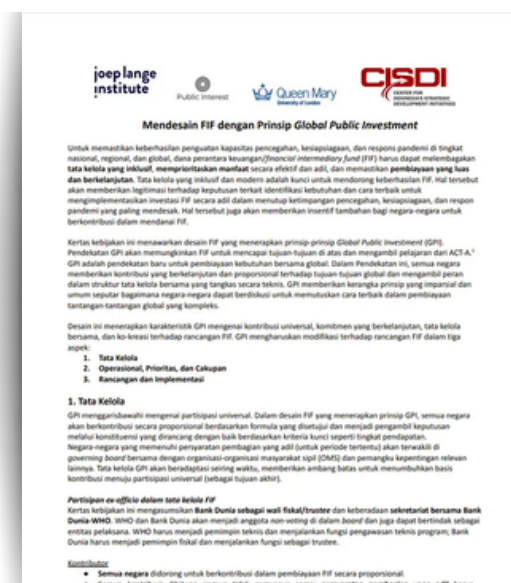 joep lange
institute
Public Interest
Queen Mary
University of London
CISDI
CENTER FOR
INDONESIA'S STRATEGIC
DEVELOPMENT INITIATIVES
Mendesain FIF dengan Prinsip Global Public Investment
Untuk memastikan keberhasilan penguatan kapasitas pencegahan, kesiapsiagaan, dan respons pandemi di tingkat
nasional, regional, dan global, dana perantara keuangan/financial intermediary fund (FIF) harus dapat melembagakan
tata kelola yang inklusif, memprioritaskan manfaat secara efektif dan adil, dan memastikan pembiayaan yang luas
dan berkelanjutan. Tata kelola yang inklusif dan modern adalah kunci untuk mendorong keberhasilan FIF. Hal tersebut
akan memberikan legitimasi terhadap keputusan terkait identifikasi kebutuhan dan cara terbaik untuk
mengimplementasikan investasi FIF secara adil dalam menutup ketimpangan pencegahan, kesiapsiagaan, dan respon
pandemi yang paling mendesak. Hal tersebut juga akan memberikan insentif tambahan bagi negara-negara untuk
berkontribusi dalam mendanai FIF.
Kertas kebijakan ini menawarkan desain FIF yang menerapkan prinsip-prinsip Global Public Investment (GPI).
Pendekatan GPI akan memungkinkan FIF untuk mencapai tujuan-tujuan di atas dan mengambil pelajaran dari ACT-A.
GPI adalah pendekatan baru untuk pembiayaan kebutuhan bersama global. Dalam Pendekatan ini, semua negara
memberikan kontribusi yang berkelanjutan dan proporsional terhadap tujuan-tujuan global dan mengambil peran
dalam struktur tata kelola bersama yang tangkas secara teknis. GPI memberikan kerangka prinsip yang imparsial dan
umum seputar bagaimana negara-negara dapat berdiskusi untuk memutuskan cara terbaik dalam pembiayaan
tantangan-tantangan global yang kompleks.
Desain ini menerapkan karakteristik GPI mengenai kontribusi universal, komitmen yang berkelanjutan, tata kelola
bersama, dan ko-kreasi terhadap rancangan FIF. GPI mengharuskan modifikasi terhadap rancangan FIF dalam tiga
aspek:
1. Tata Kelola
2. Operasional, Prioritas, dan Cakupan
3. Rancangan dan Implementasi
1. Tata Kelola
GPI menggarisbawahi mengenai partisipasi universal. Dalam desain FIF yang menerapkan prinsip GPI, semua negara
akan berkontribusi secara proporsional berdasarkan formula yang disetujui dan menjadi pengambil keputusan
melalui konstituensi yang dirancang dengan baik berdasarkan kriteria kunci seperti tingkat pendapatan.
Negara-negara yang memenuhi persyaratan pembagian yang adil (untuk periode tertentu) akan terwakili di
governing board bersama dengan organisasi-organisasi masyarakat sipil (OMS) dan pemangku kepentingan relevan
lainnya. Tata kelola GPI akan beradaptasi seiring waktu, memberikan ambang batas untuk menumbuhkan basis
kontribusi menuju partisipasi universal (sebagai tujuan akhir).
Partisipan ex-officio dalam tata kelola FIF
Kertas kebijakan ini mengasumsikan Bank Dunia sebagai wali fiskal/trustee dan keberadaan sekretariat bersama Bank
Dunia-WHO. WHO dan Bank Dunia akan menjadi anggota non-voting di dalam board dan juga dapat bertindak sebagai
entitas pelaksana. WHO harus menjadi pemimpin teknis dan menjalankan fungsi pengawasan teknis program; Bank
Dunia harus menjadi pemimpin fiskal dan menjalankan fungsi sebagai trustee.
Kontributor
• Semua negara didorong untuk berkontribusi dalam pembiayaan FIF secara proporsional.